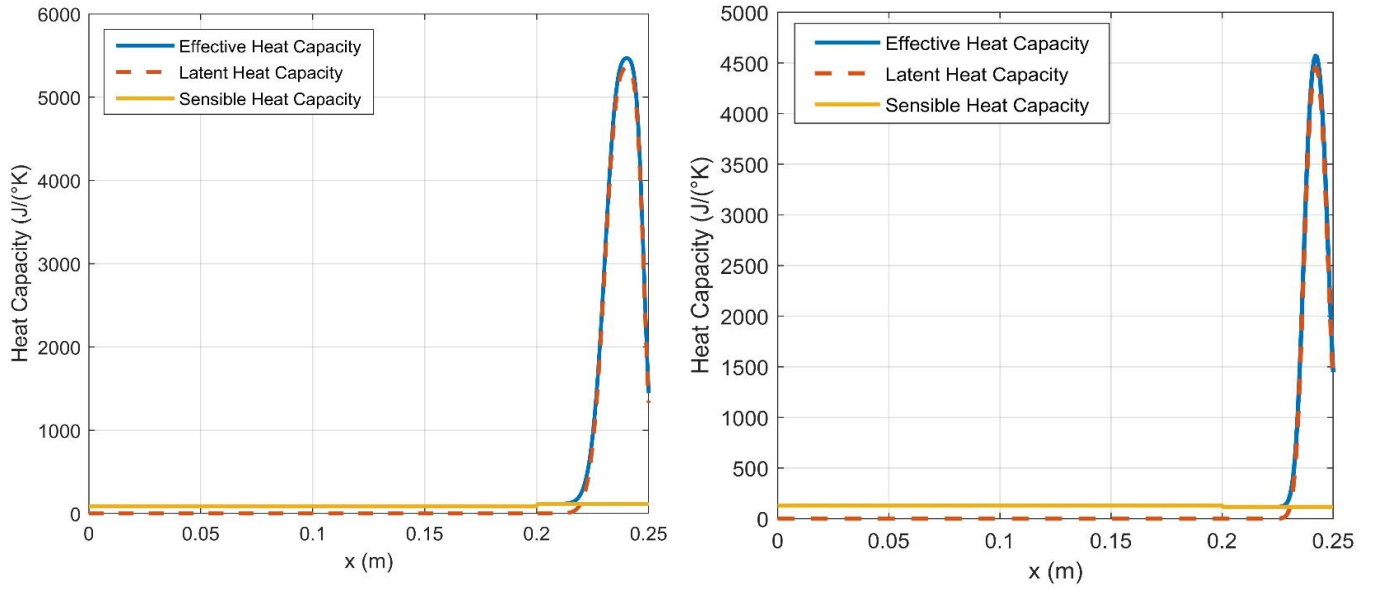 6000
5000
4000
3000
2000
1000
0
Heat Capacity (J/(°K)
Effective Heat Capacity
Latent Heat Capacity
Sensible Heat Capacity
0 0.05 0.1 0.15 0.2 0.25
x (m)
5000
4500
4000
3500
3000
2500
2000
1500
1000
500
0
Heat Capacity (J/(°K)
Effective Heat Capacity
Latent Heat Capacity
Sensible Heat Capacity
0 0.05 0.1 0.15 0.2 0.25
x (m)